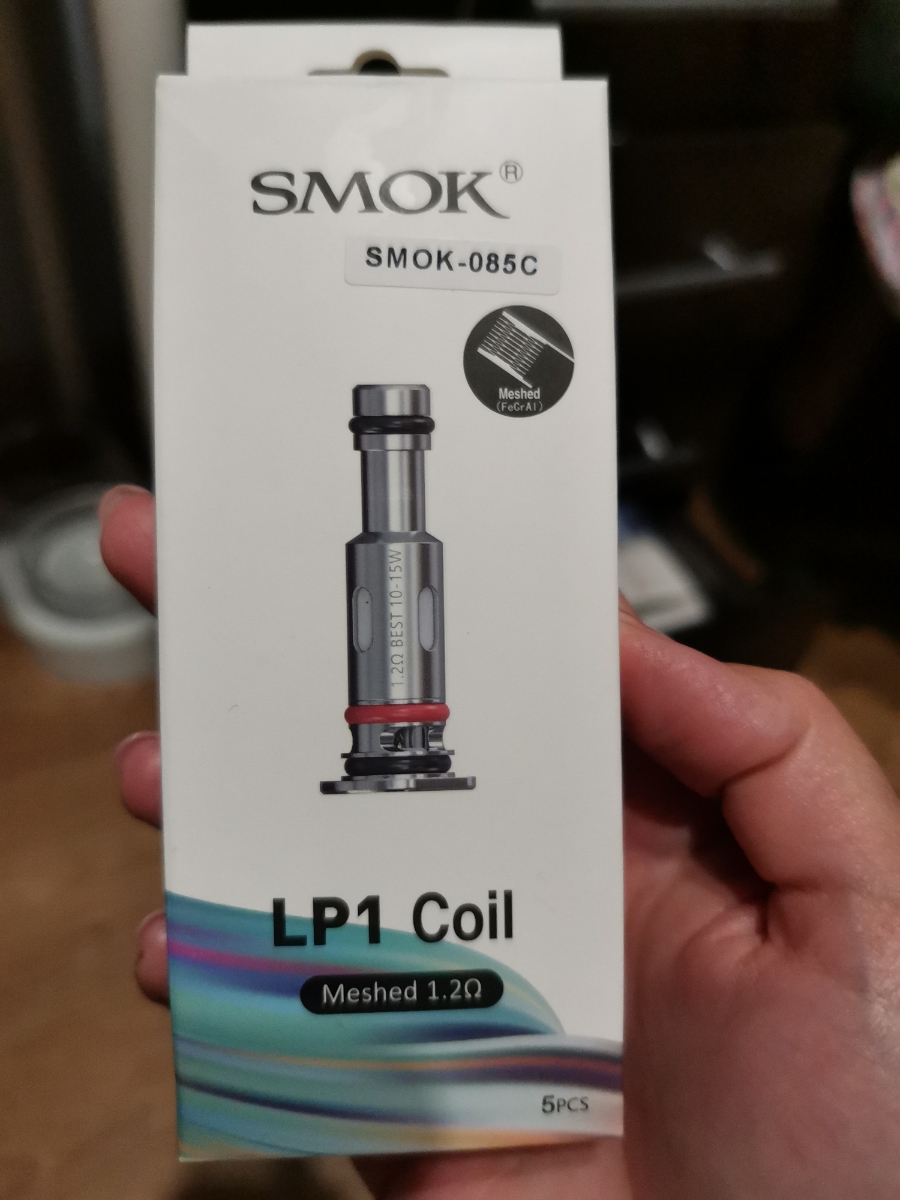 SMOK®
SMOK-085C
Meshed
(FeCrAl)
1.2Ω BEST 10-15W
LP1 Coil
Meshed 1.2Ω
5PCS